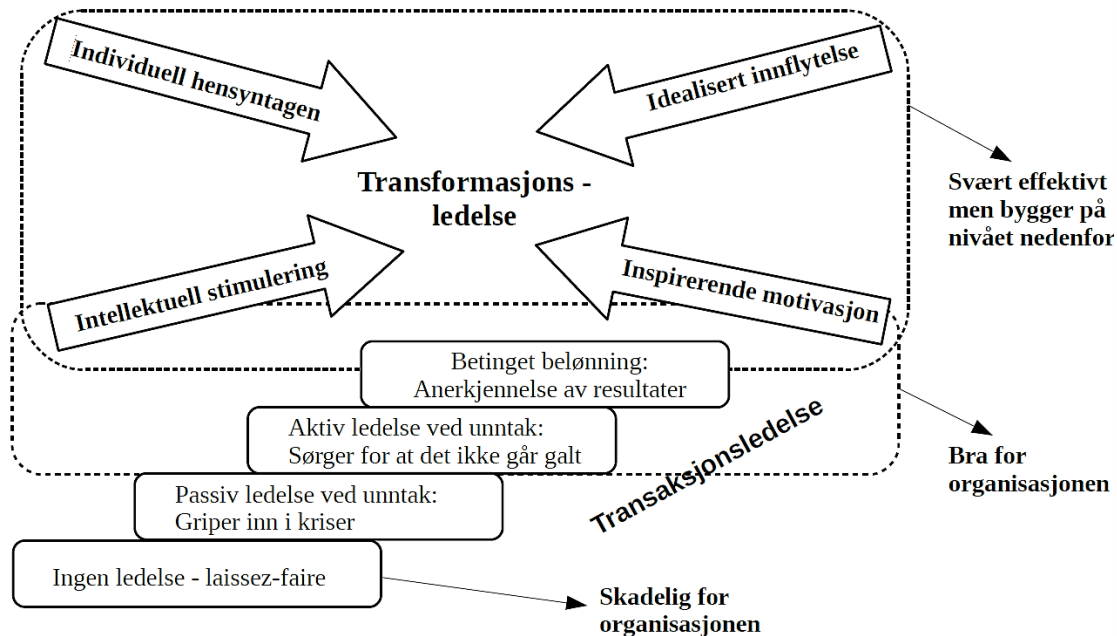 Individuell hensyntagen
Idealisert innflytelse
Transformasjons -
ledelse
Svært effektivt
men bygger på
nivået nedenfor
Intellektuell stimulering
Inspirerende motivasjon
Betinget belønning:
Anerkjennelse av resultater
Aktiv ledelse ved unntak:
Sørger for at det ikke går galt
Transaksjonsledelse
Bra for
organisasjonen
Passiv ledelse ved unntak:
Griper inn i kriser
Ingen ledelse - laissez-faire
Skadelig for
organisasjonen